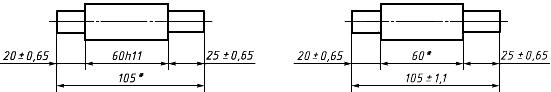 20 ± 0,65 60h11 25 ± 0,65
105*
20 ± 0,65 60* 25 ± 0,65
105 ± 1,1